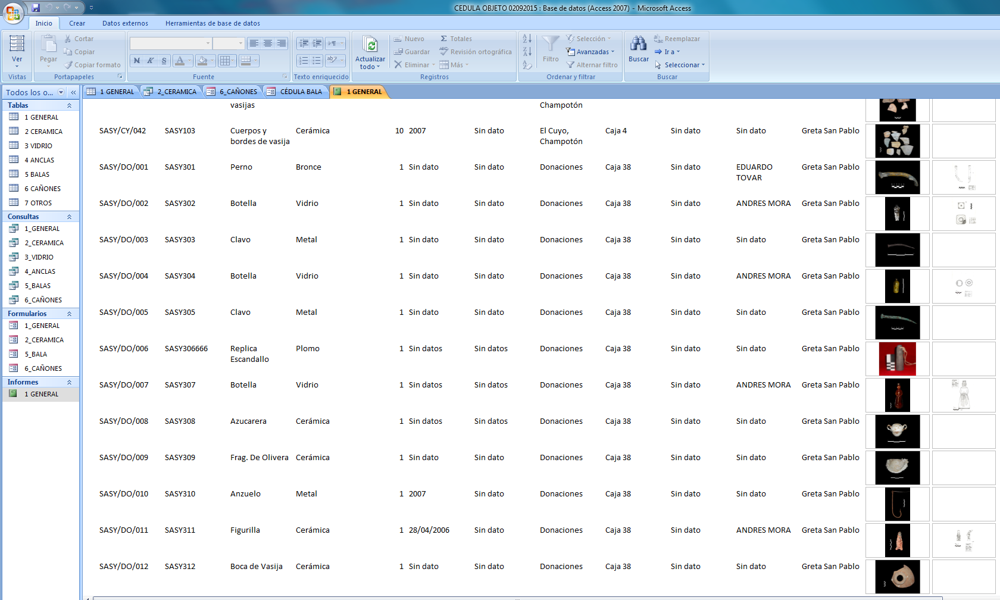 CEDULA OBJETO 02092015 : Base de datos (Access 2007) - Microsoft Access
Inicio Crear Datos externos Herramientas de base de datos
Ver
Vistas
Pegar
Cortar
Copiar
Copiar formato
Portapapeles
N K S A
Fuente
Texto enriquecido
Actualizar todo
Nuevo
Guardar
Eliminar
Totales
Revisión ortográfica
Más
Registros
Filtro
Selección
Avanzadas
Alternar filtro
Ordenar y filtrar
Buscar
Reemplazar
Ir a
Seleccionar
Buscar
Todos los o...
1 GENERAL 2_CERAMICA 6_CAÑONES CÉDULA BALA 1 GENERAL
Tablas
1 GENERAL
2 CERAMICA
3 VIDRIO
4 ANCLAS
5 BALAS
6 CAÑONES
7 OTROS
Consultas
1_GENERAL
2_CERAMICA
3_VIDRIO
4_ANCLAS
5_BALAS
6_CAÑONES
Formularios
1_GENERAL
2_CERAMICA
5_BALA
6_CAÑONES
Informes
1 GENERAL
vasijas Champotón
SASY/CY/042 SASY103 Cuerpos y Cerámica 10 2007 Sin dato El Cuyo, Caja 4 Sin dato Sin dato Greta San Pablo
bordes de vasija Champotón
SASY/DO/001 SASY301 Perno Bronce 1 Sin dato Sin dato Donaciones Caja 38 Sin dato EDUARDO Greta San Pablo
TOVAR
SASY/DO/002 SASY302 Botella Vidrio 1 Sin dato Sin dato Donaciones Caja 38 Sin dato ANDRES MORA Greta San Pablo
SASY/DO/003 SASY303 Clavo Metal 1 Sin dato Sin dato Donaciones Caja 38 Sin dato Sin dato Greta San Pablo
SASY/DO/004 SASY304 Botella Vidrio 1 Sin dato Sin dato Donaciones Caja 38 Sin dato ANDRES MORA Greta San Pablo
SASY/DO/005 SASY305 Clavo Metal 1 Sin dato Sin dato Donaciones Caja 38 Sin dato Sin dato Greta San Pablo
SASY/DO/006 SASY306666 Replica Plomo 1 Sin datos Sin datos Donaciones Caja 38 Sin dato Sin dato Greta San Pablo
Escandallo
SASY/DO/007 SASY307 Botella Vidrio 1 Sin datos Sin datos Donaciones Caja 38 Sin dato ANDRES MORA Greta San Pablo
SASY/DO/008 SASY308 Azucarera Cerámica 1 Sin datos Sin datos Donaciones Caja 38 Sin dato Sin dato Greta San Pablo
SASY/DO/009 SASY309 Frag. De Olivera Cerámica 1 Sin dato Sin dato Donaciones Caja 38 Sin dato Sin dato Greta San Pablo
SASY/DO/010 SASY310 Anzuelo Metal 1 2007 Sin dato Donaciones Caja 38 Sin dato Sin dato Greta San Pablo
SASY/DO/011 SASY311 Figurilla Cerámica 1 28/04/2006 Sin dato Donaciones Caja 38 Sin dato ANDRES MORA Greta San Pablo
SASY/DO/012 SASY312 Boca de Vasija Cerámica 1 Sin dato Sin dato Donaciones Caja 38 Sin dato Sin dato Greta San Pablo